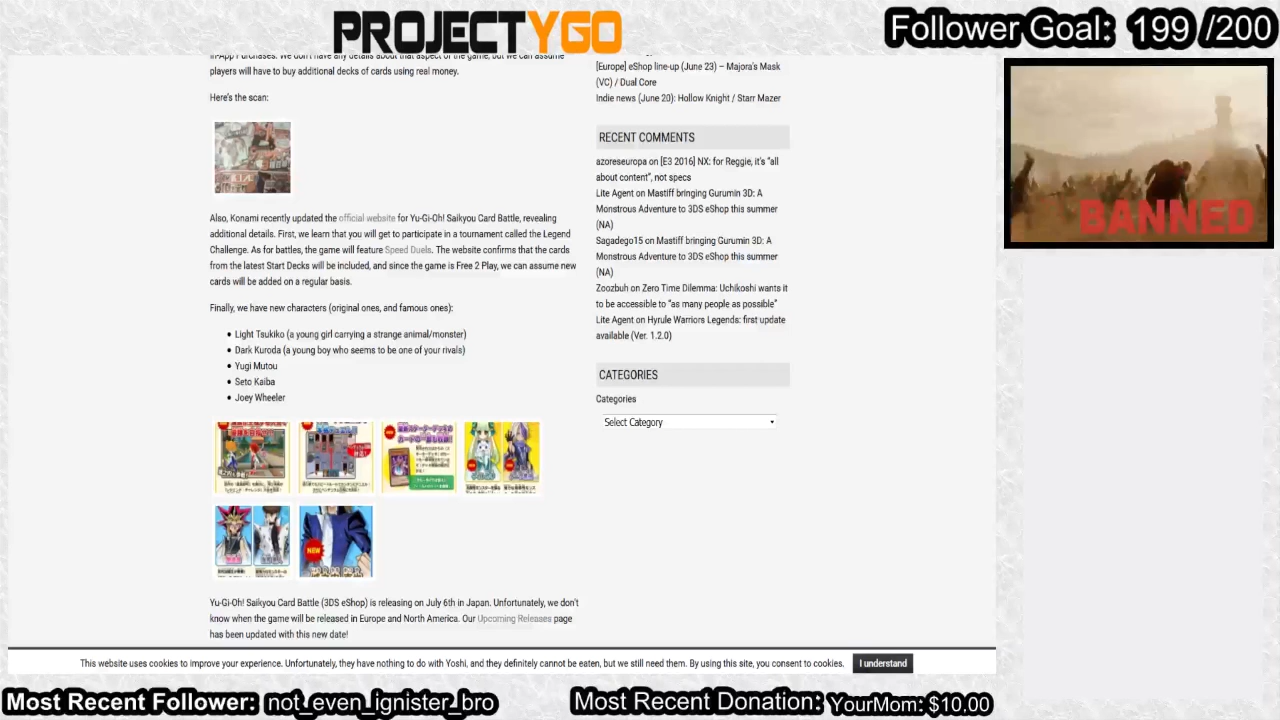 PROJECTYGO
Follower Goal: 199 /200
In-App Purchases. We don't have any details about that aspect of the game, but we can assume
players will have to buy additional decks of cards using real money.
Here's the scan:
Also, Konami recently updated the official website for Yu-Gi-Oh! Saikyou Card Battle, revealing
additional details. First, we learn that you will get to participate in a tournament called the Legend
Challenge. As for battles, the game will feature Speed Duels. The website confirms that the cards
from the latest Start Decks will be included, and since the game is Free 2 Play, we can assume new
cards will be added on a regular basis.
Finally, we have new characters (original ones, and famous ones):
• Light Tsukiko (a young girl carrying a strange animal/monster)
• Dark Kuroda (a young boy who seems to be one of your rivals)
• Yugi Mutou
• Seto Kaiba
• Joey Wheeler
NEW
Yu-Gi-Oh! Saikyou Card Battle (3DS eShop) is releasing on July 6th in Japan. Unfortunately, we don't
know when the game will be released in Europe and North America. Our Upcoming Releases page
has been updated with this new date!
[Europe] eShop line-up (June 23) – Majora's Mask
(VC) / Dual Core
Indie news (June 20): Hollow Knight / Starr Mazer
RECENT COMMENTS
azoreseuropa on [E3 2016] NX: for Reggie, it's "all
about content", not specs
Lite Agent on Mastiff bringing Gurumin 3D: A
Monstrous Adventure to 3DS eShop this summer
(NA)
Sagadego15 on Mastiff bringing Gurumin 3D: A
Monstrous Adventure to 3DS eShop this summer
(NA)
Zoozbuh on Zero Time Dilemma: Uchikoshi wants it
to be accessible to "as many people as possible"
Lite Agent on Hyrule Warriors Legends: first update
available (Ver. 1.2.0)
CATEGORIES
Categories
Select Category
BANNED
This website uses cookies to improve your experience. Unfortunately, they have nothing to do with Yoshi, and they definitely cannot be eaten, but we still need them. By using this site, you consent to cookies. I understand
Most Recent Follower: not_even_ignister_bro
Most Recent Donation: YourMom: $10.00